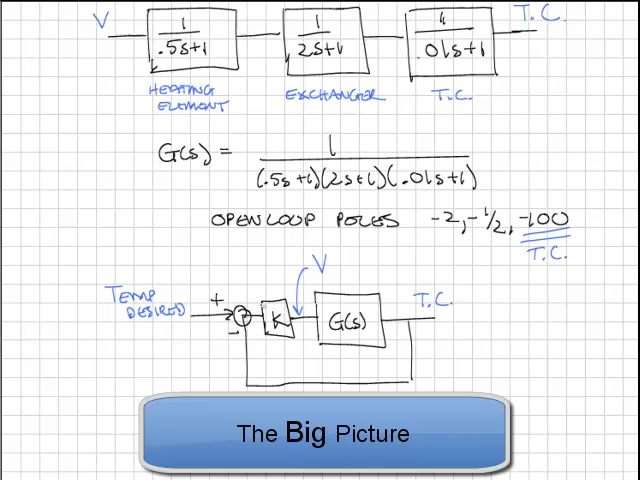 V
T.C.
1
.5s+1
1
2s+1
1
.01s+1
HEATING
ELEMENT
EXCHANGER
T.C.
G(s) =
1
(.5s+1)(2s+1)(.01s+1)
OPEN LOOP POLES -2, -1/2, -100
T.C.
TEMP
DESIRED
+
-
K
V
G(s)
T.C.
The Big Picture